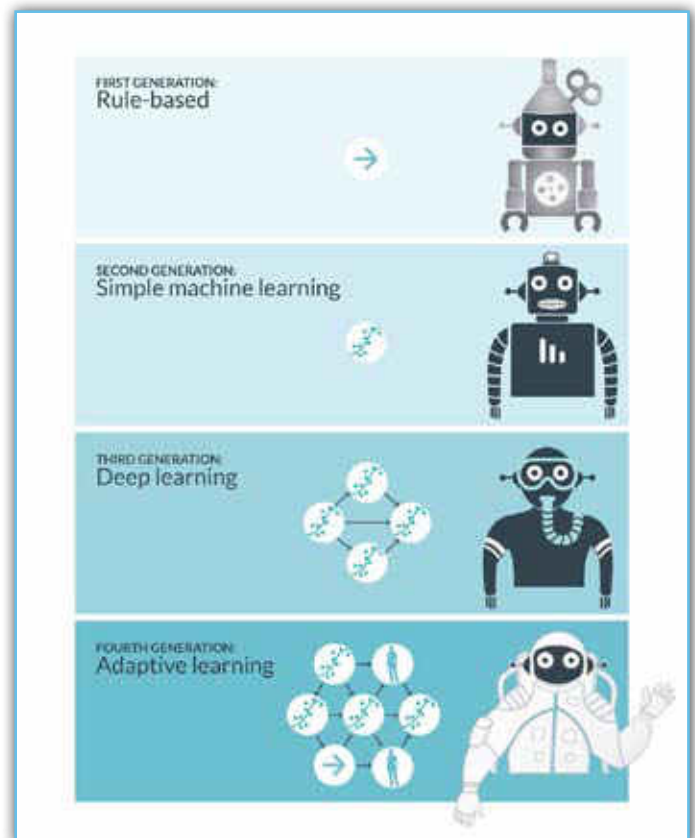 FIRST GENERATION:
Rule-based
SECOND GENERATION:
Simple machine learning
THIRD GENERATION:
Deep learning
FOURTH GENERATION:
Adaptive learning